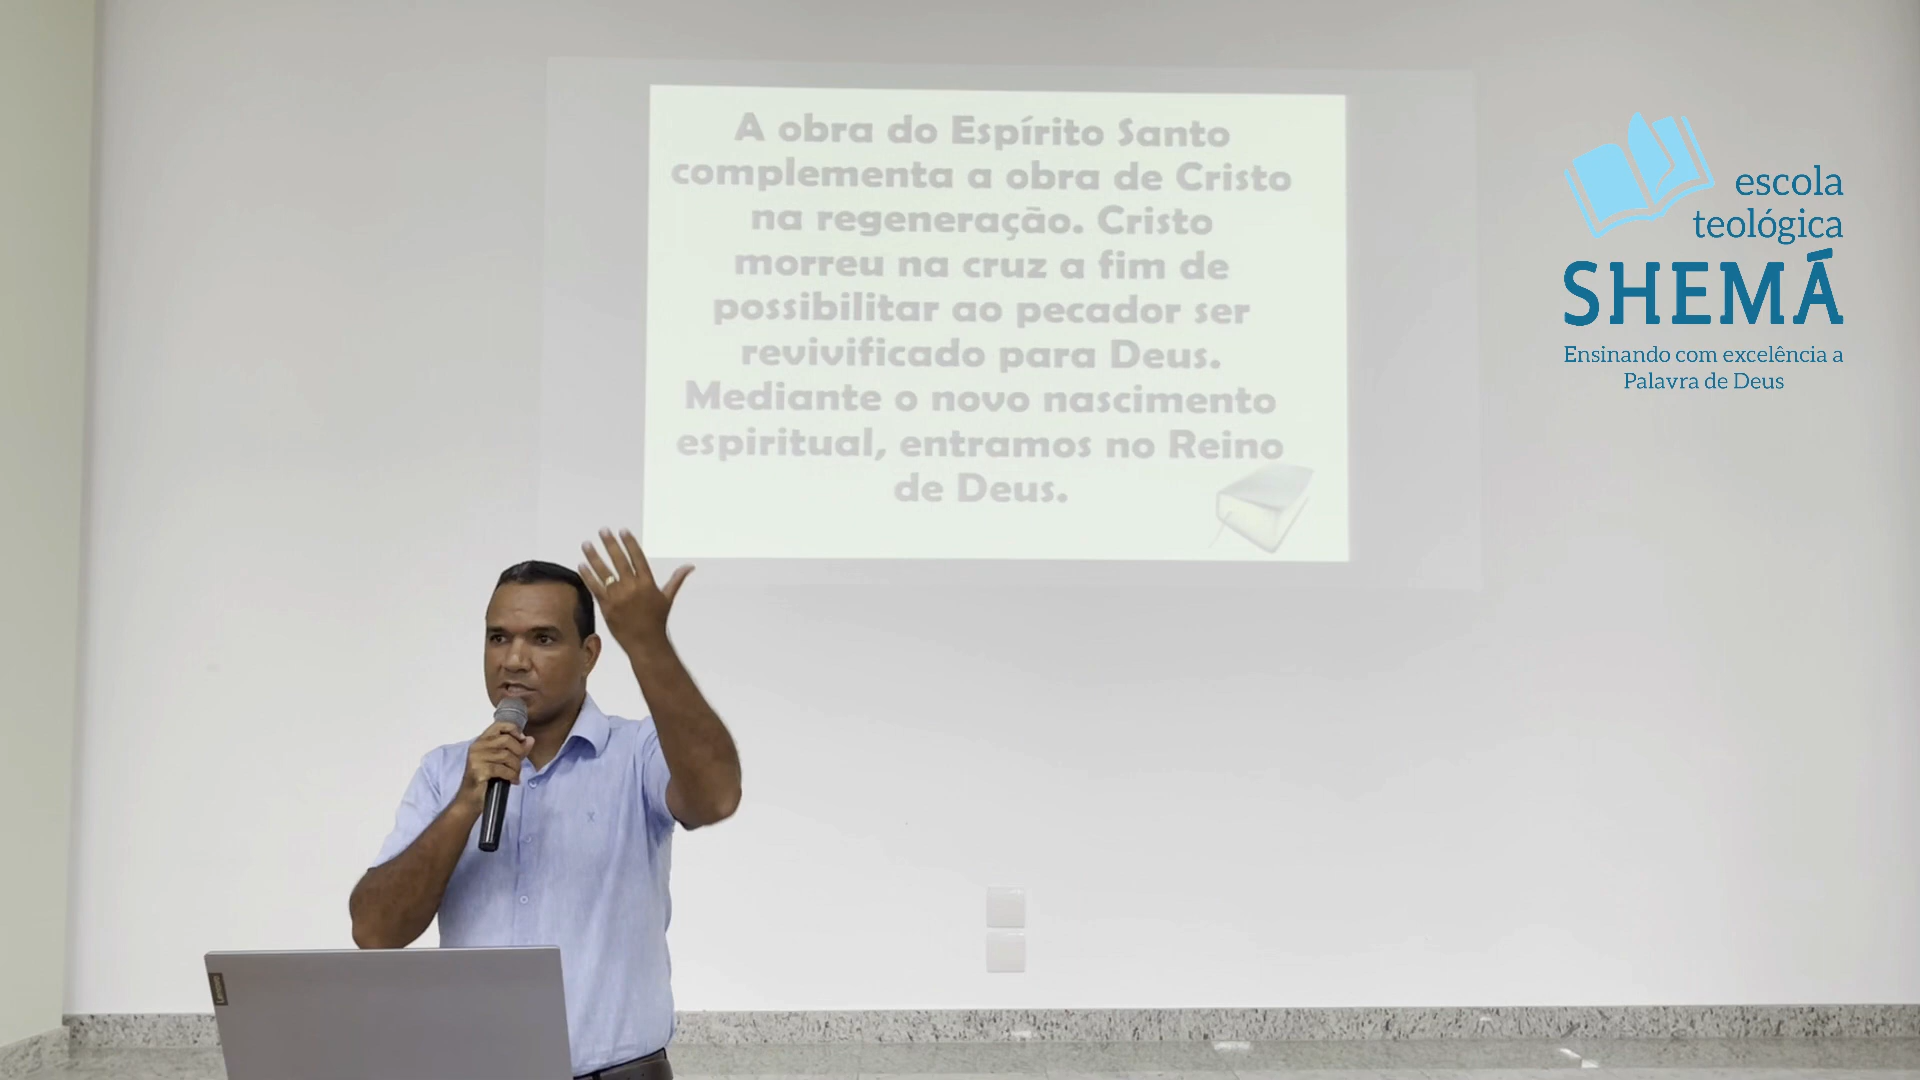 A obra do Espírito Santo
complementa a obra de Cristo
na regeneração. Cristo
morreu na cruz a fim de
possibilitar ao pecador ser
revivificado para Deus.
Mediante o novo nascimento
espiritual, entramos no Reino
de Deus.
escola
teológica
SHEMÁ
Ensinando com excelência a
Palavra de Deus
Lenovo